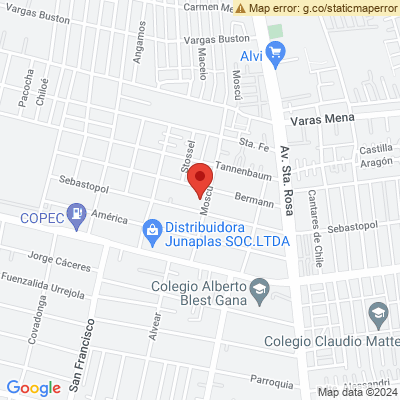 Map error: g.co/staticmaperror
Carmen Mena
Vargas Buston
Vargas Buston
Angamos
Maceio
Moscú
Alvi
Pacocha
Chiloé
Varas Mena
Sta. Fe
Stossel
Castilla
Aragón
Tannenbaum
Av. Sta. Rosa
Sebastopol
Bermann
Moscú
Cantares de Chile
América
COPEC
Distribuidora
Junaplas SOC.LTDA
Sebastopol
Jorge Cáceres
Fuenzalida Urrejola
Colegio Alberto
Blest Gana
Covadonga
San Francisco
Alvear
Colegio Claudio Matte
Parroquia
Google
Map data ©2024